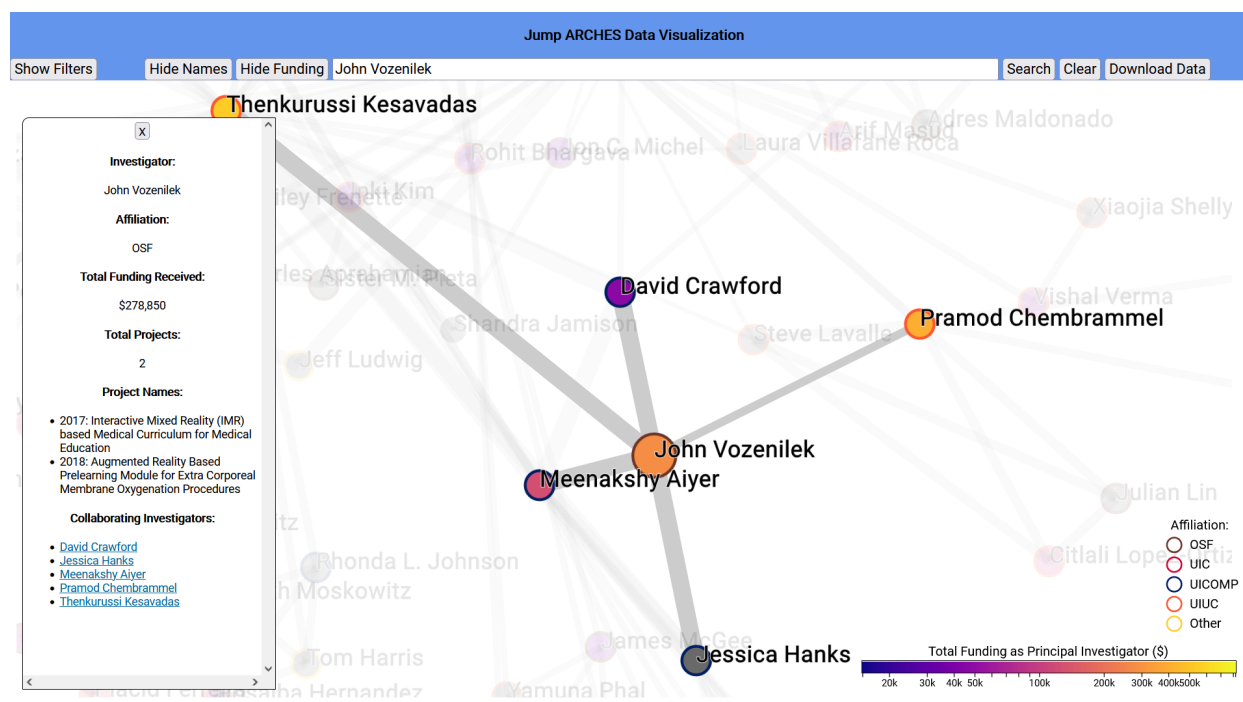 Jump ARCHES Data Visualization
Show Filters Hide Names Hide Funding John Vozenilek Search Clear Download Data
Thenkurussi Kesavadas
Adres Maldonado
Arif Masud
Rohit Bhargava
Jon C. Michel
Laura Villafane Roca
Inki Kim
Xiaojia Shelly
David Crawford
Vishal Verma
Pramod Chembrammel
Shandra Jamison
Steve Lavalle
Jeff Ludwig
John Vozenilek
Meenakshy Aiyer
Julian Lin
Rhonda L. Johnson
Moskowitz
James McGee
Jessica Hanks
Tom Harris
Hernandez
Yamuna Phal
x
Investigator:
John Vozenilek
Affiliation:
OSF
Total Funding Received:
$278,850
Total Projects:
2
Project Names:
2017: Interactive Mixed Reality (IMR)
based Medical Curriculum for Medical
Education
2018: Augmented Reality Based
Prelearning Module for Extra Corporeal
Membrane Oxygenation Procedures
Collaborating Investigators:
David Crawford
Jessica Hanks
Meenakshy Aiyer
Pramod Chembrammel
Thenkurussi Kesavadas
Affiliation:
OSF
UIC
UICOMP
UIUC
Other
Total Funding as Principal Investigator ($)
20k 30k 40k 50k 100k 200k 300k 400k 500k